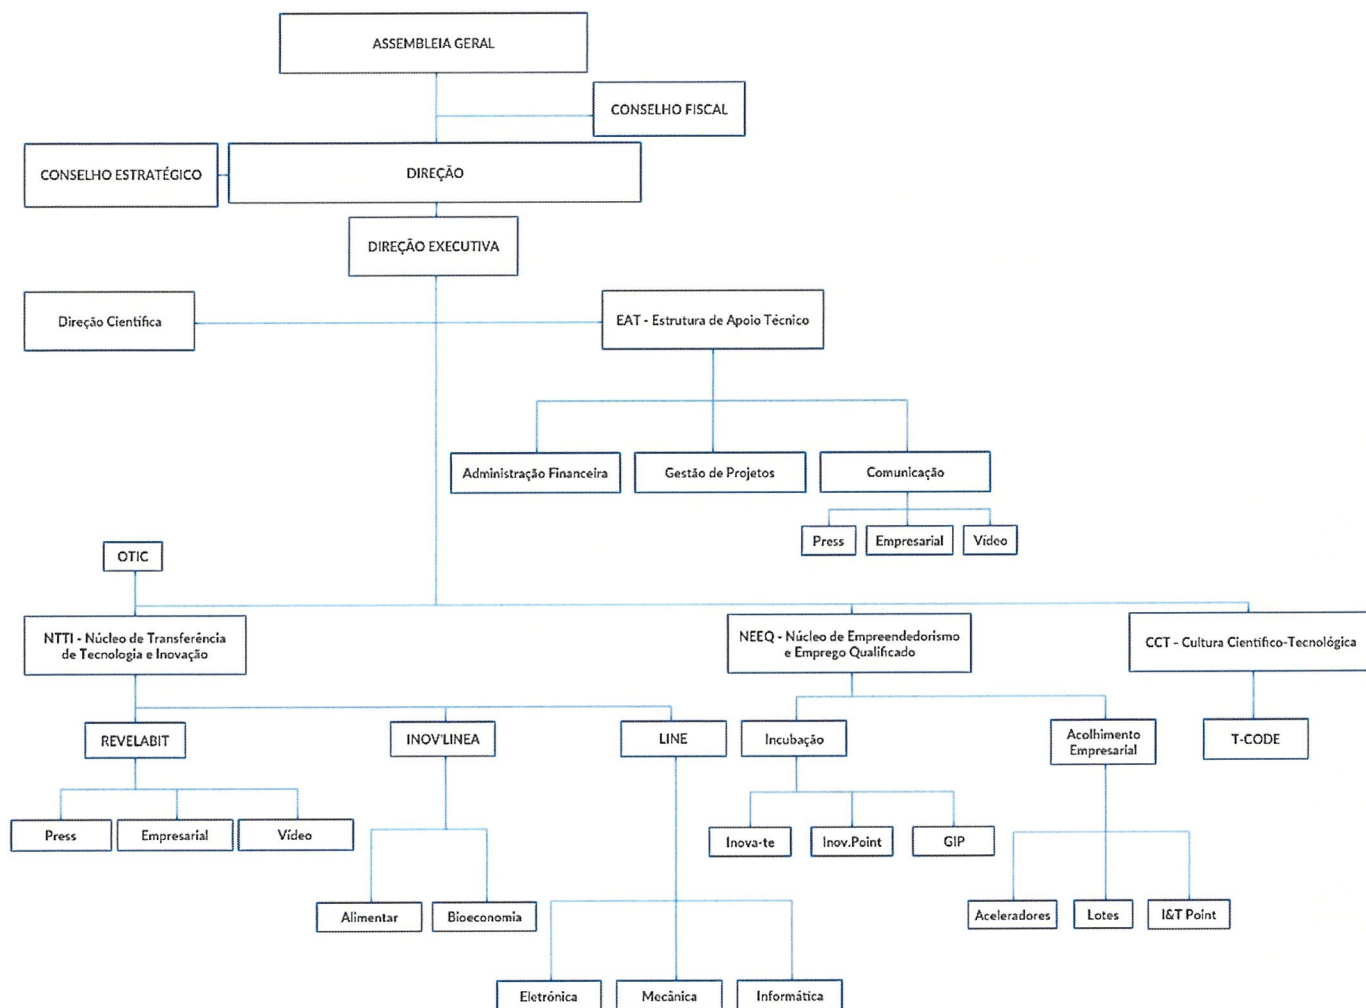 ASSEMBLEIA GERAL
CONSELHO FISCAL
CONSELHO ESTRATÉGICO
DIREÇÃO
DIREÇÃO EXECUTIVA
Direção Científica
EAT - Estrutura de Apoio Técnico
Administração Financeira
Gestão de Projetos
Comunicação
Press
Empresarial
Vídeo
OTIC
NTTI - Núcleo de Transferência
de Tecnologia e Inovação
NEEQ - Núcleo de Empreendedorismo
e Emprego Qualificado
CCT - Cultura Científico-Tecnológica
REVELABIT
INOV'LINEA
LINE
Incubação
Acolhimento
Empresarial
T-CODE
Press
Empresarial
Vídeo
Inova-te
Inov.Point
GIP
Alimentar
Bioeconomia
Aceleradores
Lotes
I&T Point
Eletrónica
Mecânica
Informática